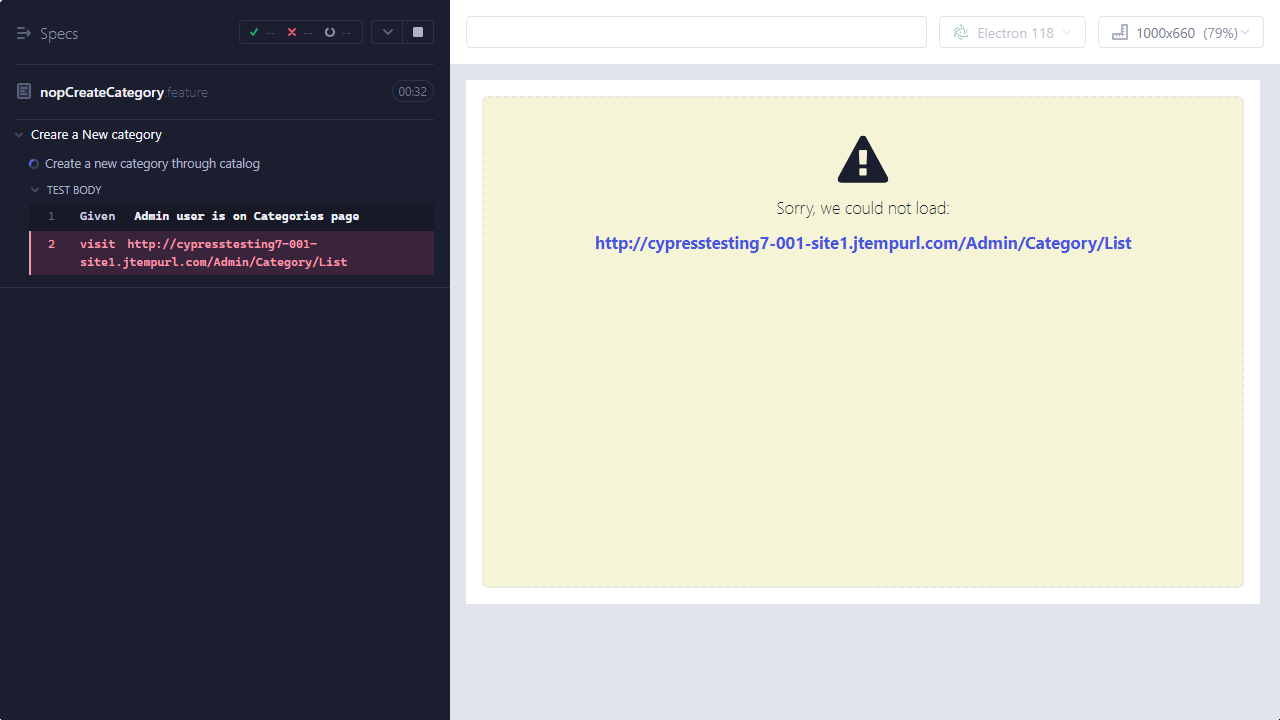 Specs
-- -- --
nopCreateCategory.feature
00:32
Creare a New category
Create a new category through catalog
TEST BODY
1 Given Admin user is on Categories page
2 visit http://cypresstesting7-001-
site1.jtempurl.com/Admin/Category/List
Electron 118
1000x660 (79%)
Sorry, we could not load:
http://cypresstesting7-001-site1.jtempurl.com/Admin/Category/List